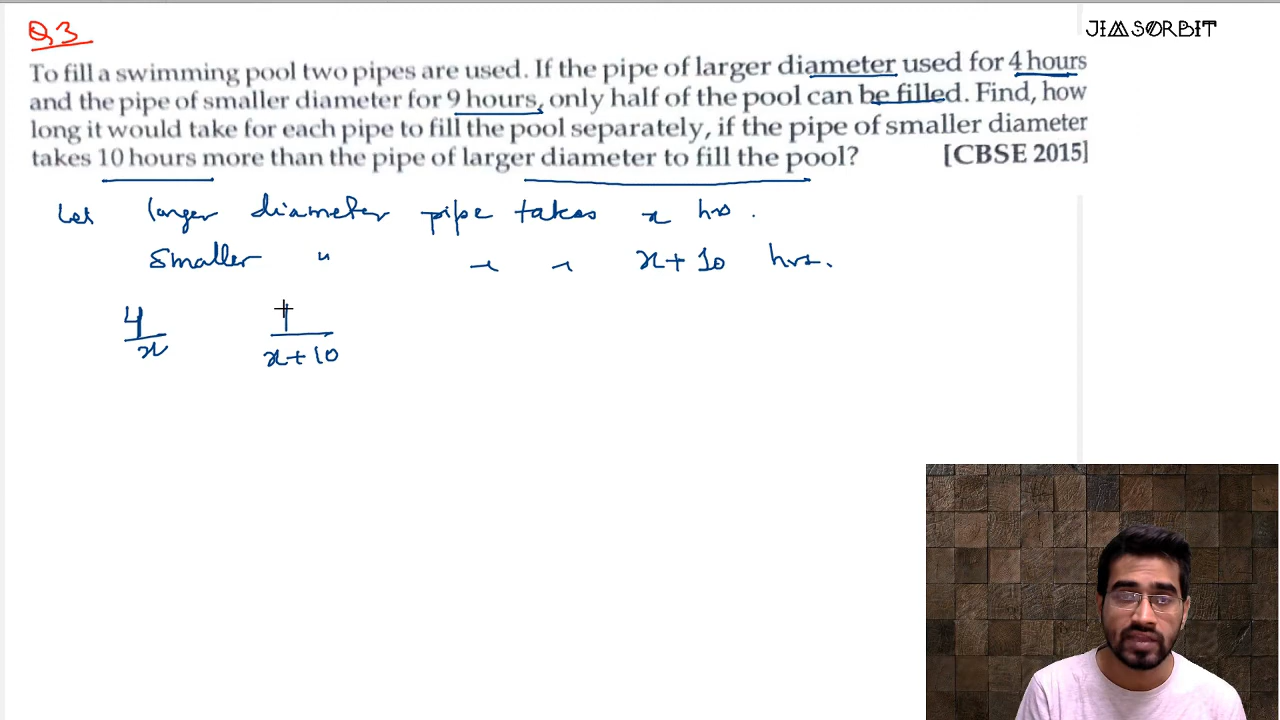 Q3
JIMSORBIT
To fill a swimming pool two pipes are used. If the pipe of larger diameter used for 4 hours
and the pipe of smaller diameter for 9 hours, only half of the pool can be filled. Find, how
long it would take for each pipe to fill the pool separately, if the pipe of smaller diameter
takes 10 hours more than the pipe of larger diameter to fill the pool? [CBSE 2015]
Let larger diameter pipe takes x hrs.
Smaller " " " x+10 hrs.
4/x 1/x+10